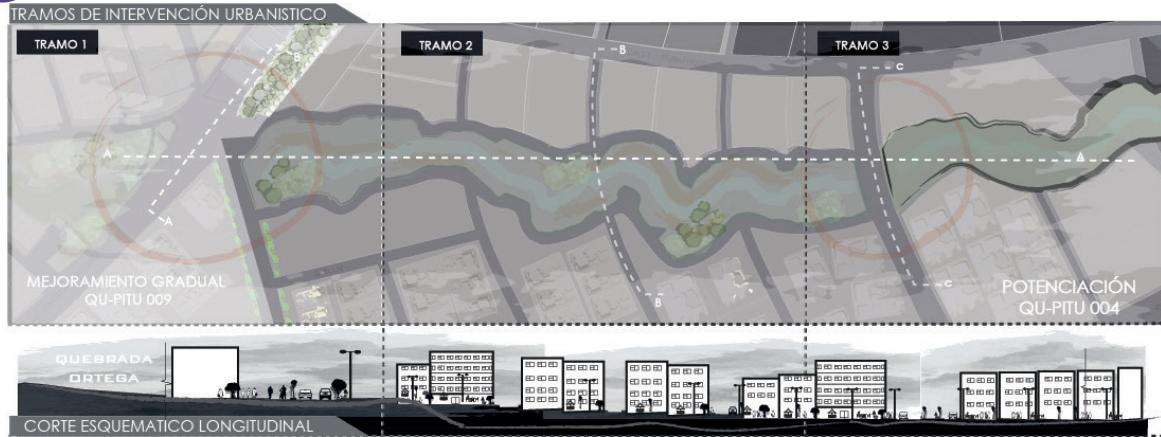 TRAMOS DE INTERVENCIÓN URBANISTICO
TRAMO 1
TRAMO 2
TRAMO 3
B
B
C
A
A
A
B
C
MEJORAMIENTO GRADUAL
QU-PITU 009
POTENCIACIÓN
QU-PITU 004
QUEBRADA
ORTEGA
CORTE ESQUEMATICO LONGITUDINAL